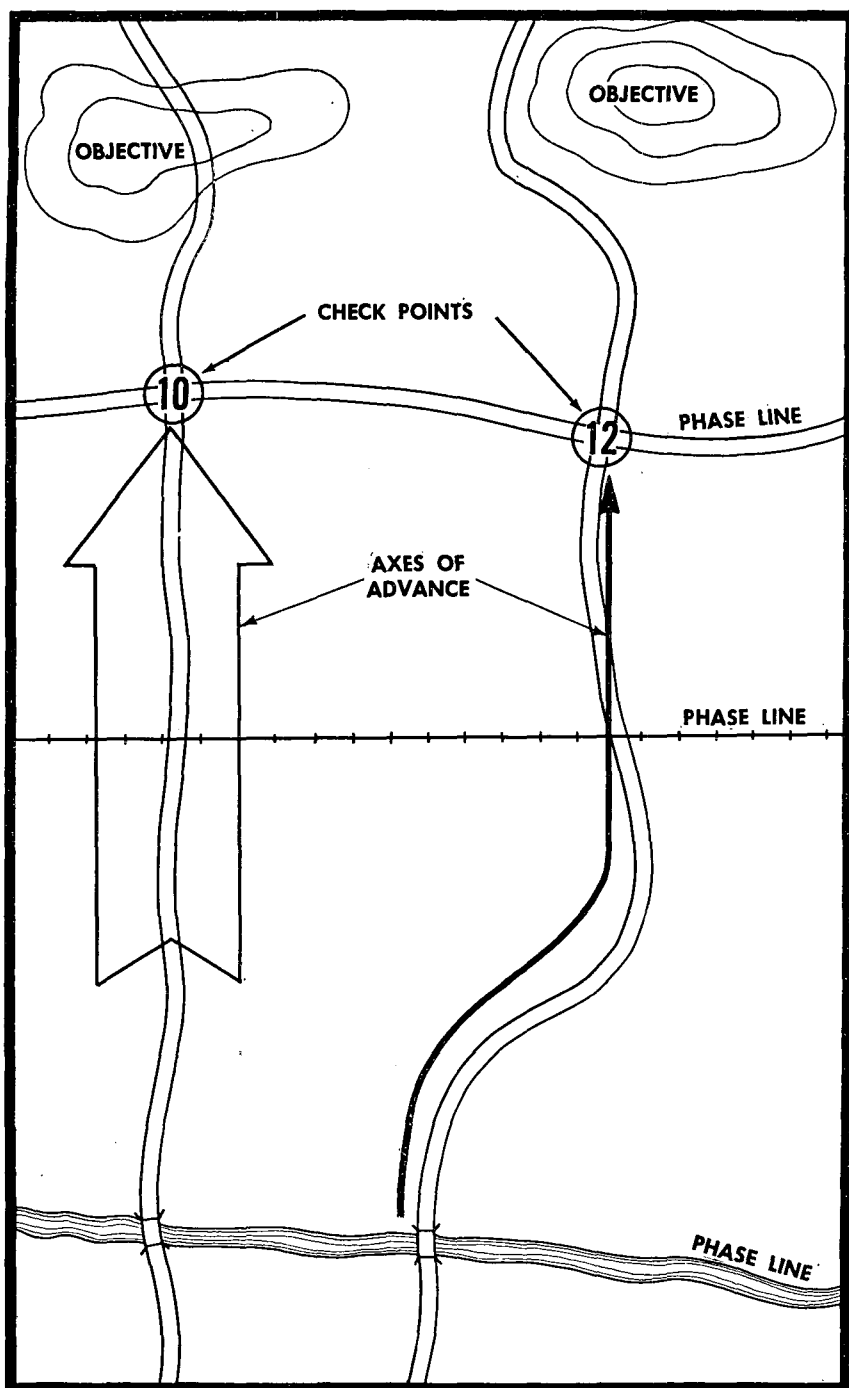 OBJECTIVE
OBJECTIVE
CHECK POINTS
10
12
PHASE LINE
AXES OF
ADVANCE
PHASE LINE
PHASE LINE